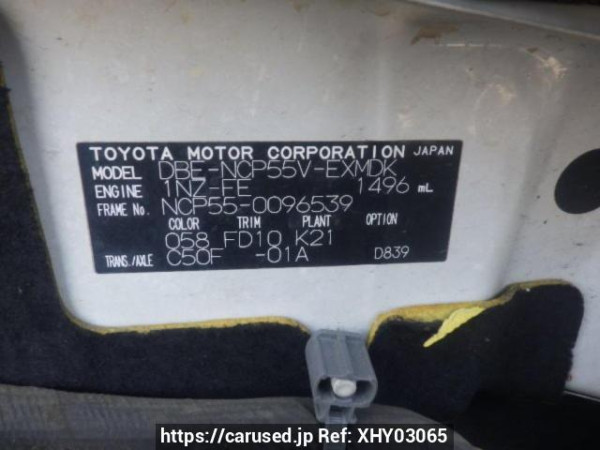 TOYOTA MOTOR CORPORATION JAPAN
MODEL DBE-NCP55V-EXMDK
ENGINE 1NZ-FE 1496 mL
FRAME No. NCP55-0096539
COLOR TRIM PLANT
058 FD10 K21
TRANS./AXLE C50F -01A D839
https://carused.jp Ref: XHY03065